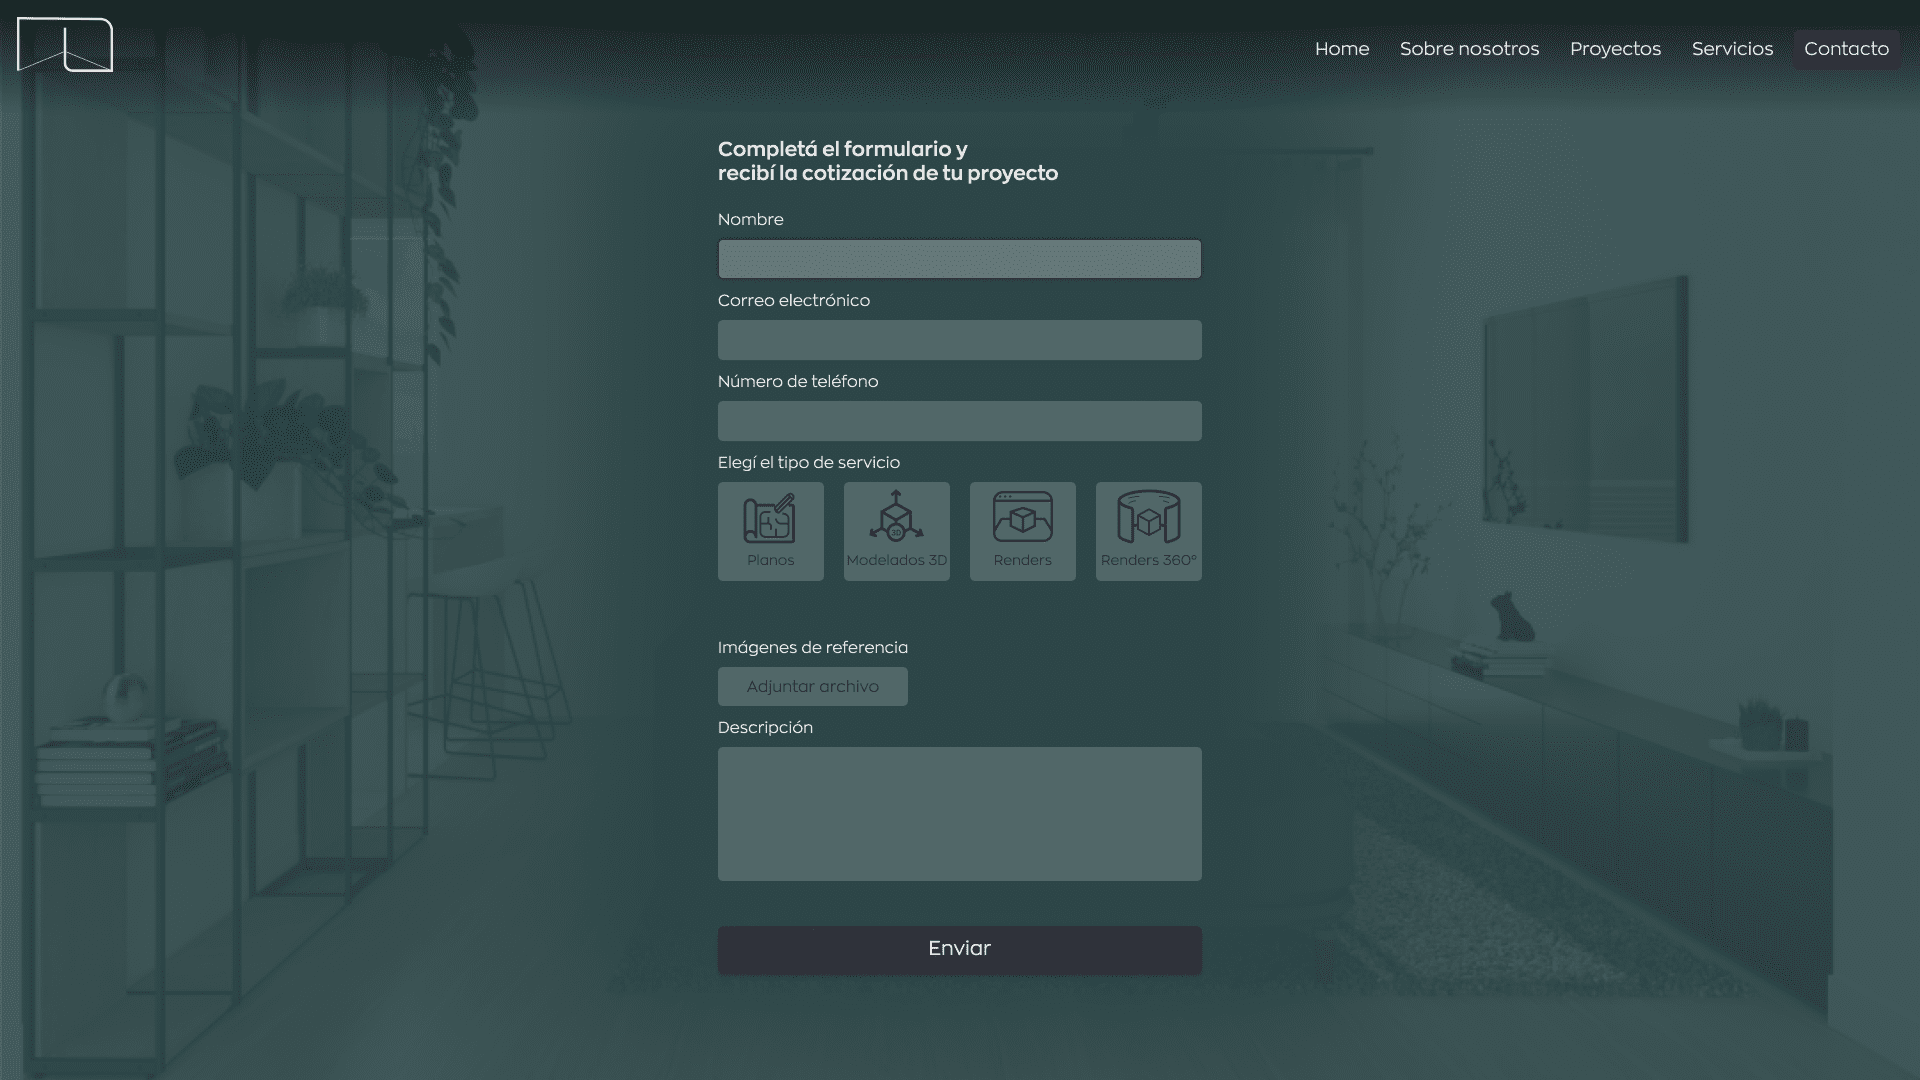 Home
Sobre nosotros
Proyectos
Servicios
Contacto
Completá el formulario y
recibí la cotización de tu proyecto
Nombre
Correo electrónico
Número de teléfono
Elegí el tipo de servicio
3D
Planos
Modelados 3D
Renders
Renders 360°
Imágenes de referencia
Adjuntar archivo
Descripción
Enviar